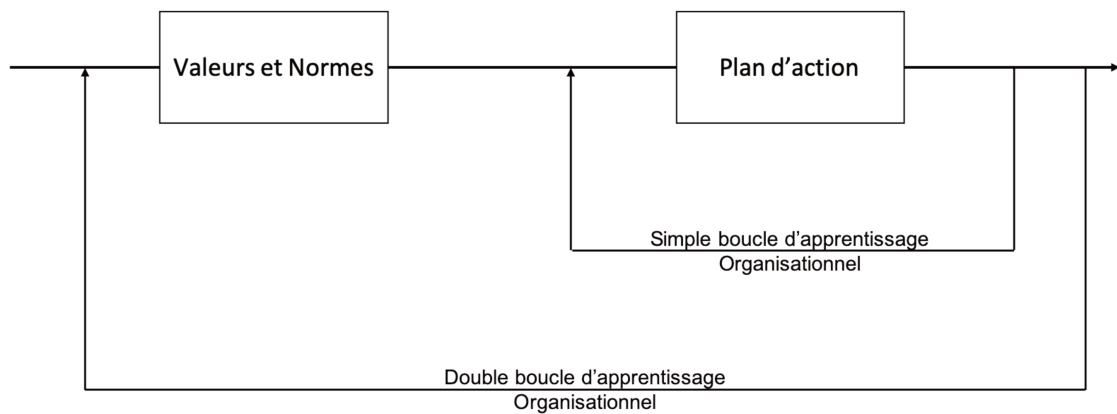 Valeurs et Normes
Plan d’action
Simple boucle d’apprentissage
Organisationnel
Double boucle d’apprentissage
Organisationnel